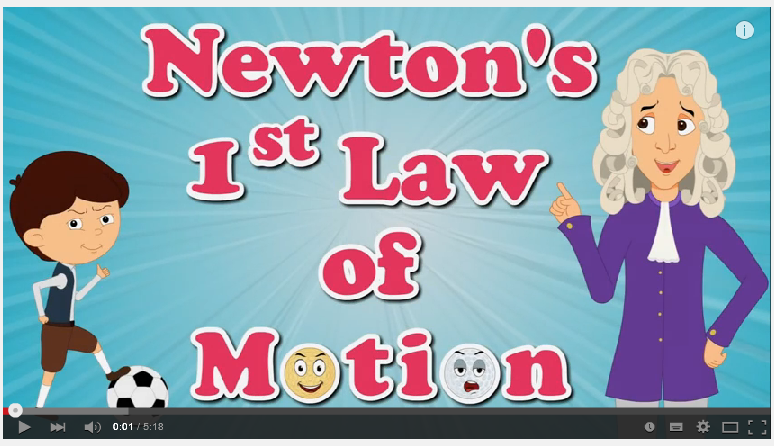 Newton's
1st Law
of
Motion
0:01 / 5:18